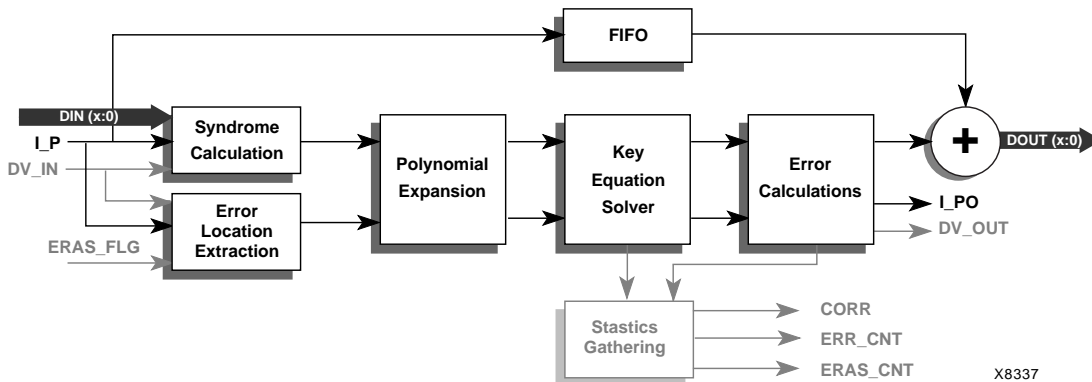 FIFO
DIN (x:0)
I_P
DV_IN
ERAS_FLG
Syndrome
Calculation
Error
Location
Extraction
Polynomial
Expansion
Key
Equation
Solver
Error
Calculations
+
DOUT (x:0)
I_PO
DV_OUT
Stastics
Gathering
CORR
ERR_CNT
ERAS_CNT
X8337